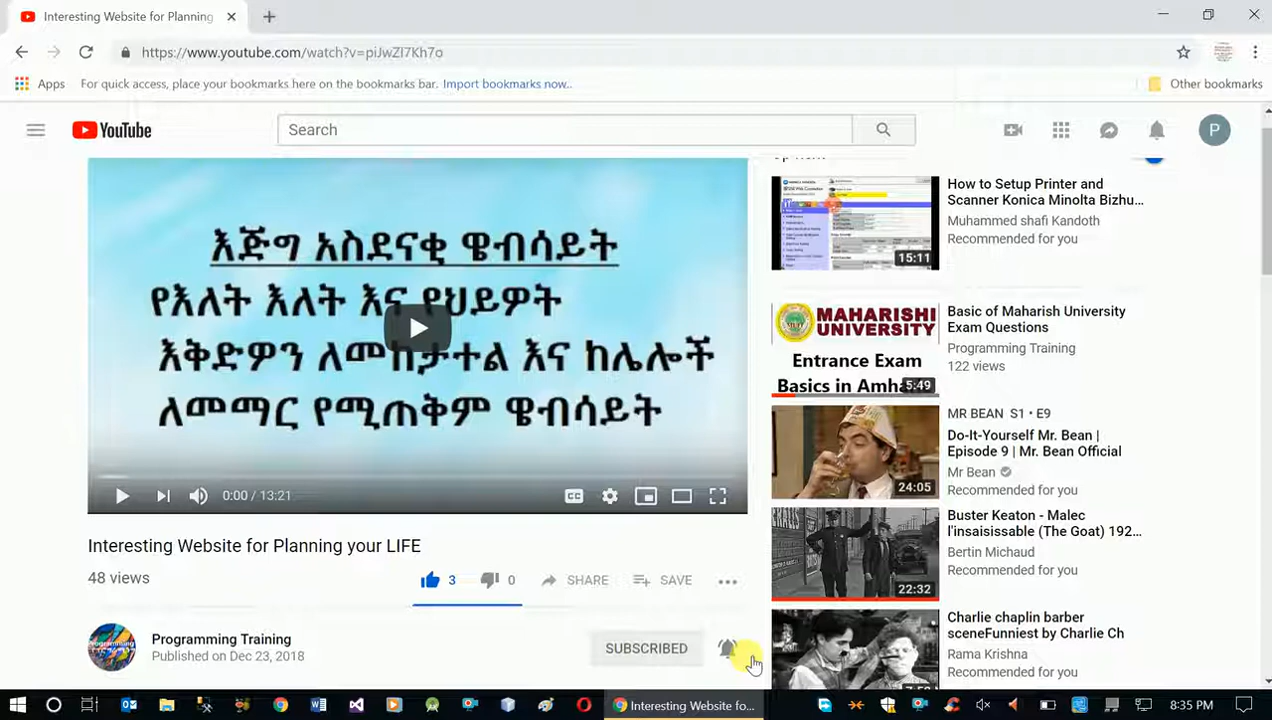 Interesting Website for Planning
https://www.youtube.com/watch?v=piJwZI7Kh7o
Apps For quick access, place your bookmarks here on the bookmarks bar. Import bookmarks now.. Other bookmarks
YouTube
Search
P
እጅግ አስደናቂ ዌብሳይት
የእለት እለት እና የህይዎት
እቅድዎን ለመከታተል እና ከሌሎች
ለመማር የሚጠቅም ዌብሳይት
0:00 / 13:21
CC
Interesting Website for Planning your LIFE
48 views
3 0 SHARE SAVE
Programming Training
Published on Dec 23, 2018
SUBSCRIBED
Up next
15:11
How to Setup Printer and
Scanner Konica Minolta Bizhu...
Muhammed shafi Kandoth
Recommended for you
MAHARISHI
UNIVERSITY
Entrance Exam
Basics in Amha
5:49
Basic of Maharish University
Exam Questions
Programming Training
122 views
24:05
MR BEAN S1 • E9
Do-It-Yourself Mr. Bean |
Episode 9 | Mr. Bean Official
Mr Bean
Recommended for you
22:32
Buster Keaton - Malec
l'insaisissable (The Goat) 192...
Bertin Michaud
Recommended for you
Charlie chaplin barber
sceneFunniest by Charlie Ch
Rama Krishna
Recommended for you
Interesting Website fo...
8:35 PM